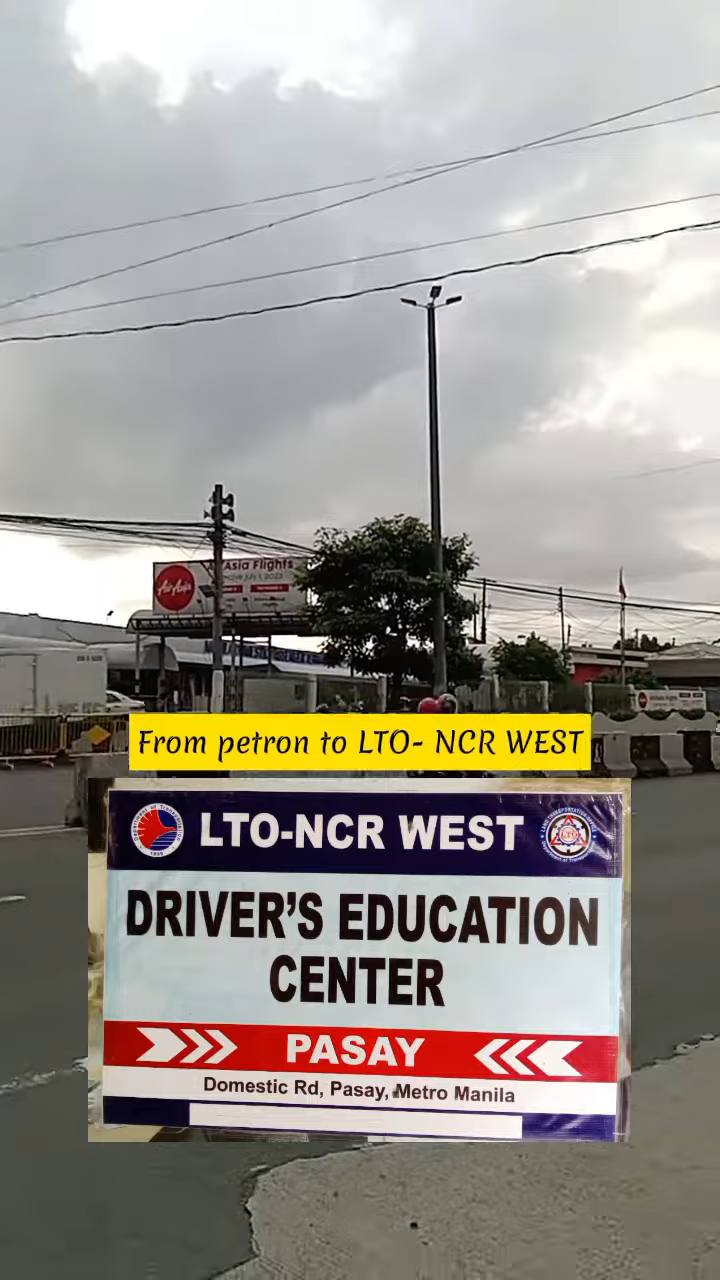 AirAsia
Asia Flights
From petron to LTO- NCR WEST
LTO-NCR WEST
DRIVER'S EDUCATION
CENTER
PASAY
Domestic Rd, Pasay, Metro Manila